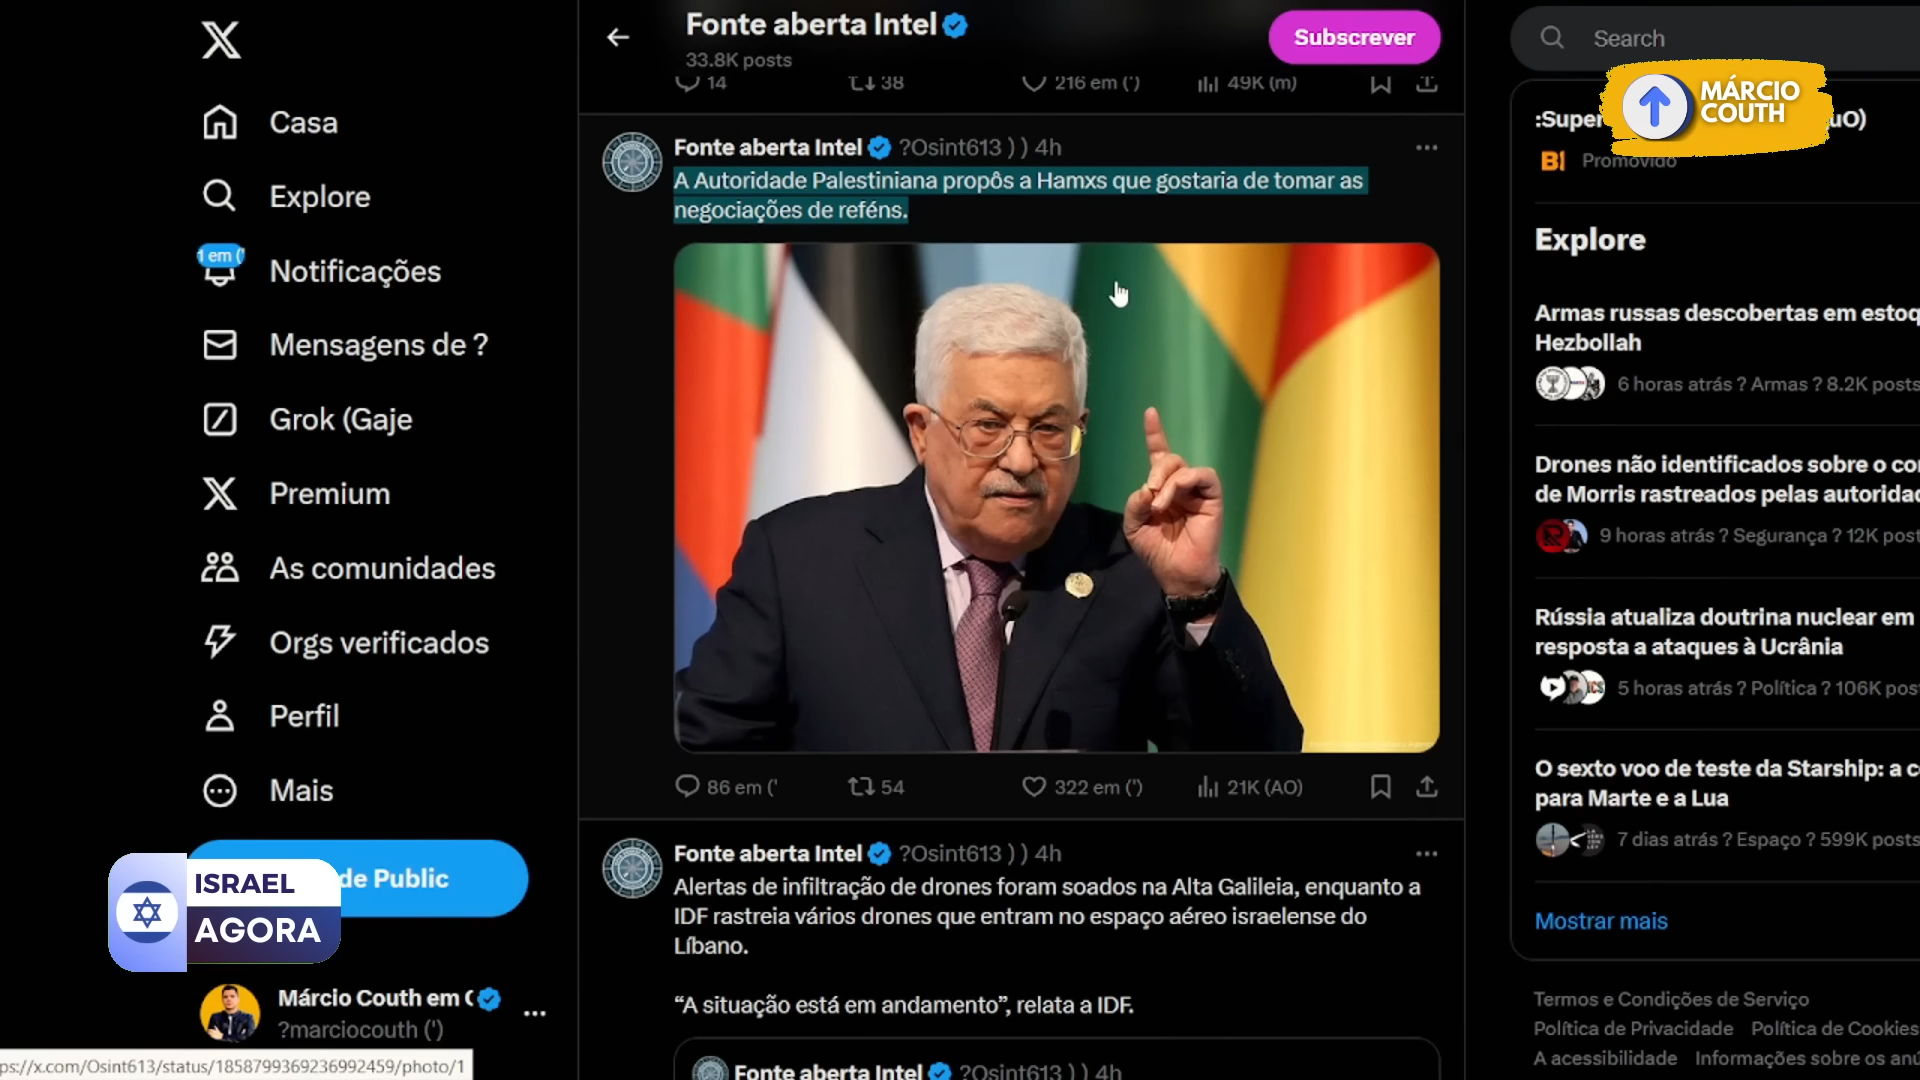 Casa
Explore
1 em ('
Notificações
Mensagens de ?
Grok (Gaje
Premium
As comunidades
Orgs verificados
Perfil
Mais
de Public
ISRAEL
AGORA
Márcio Couth em
?marciocouth (')
ps://x.com/Osint613/status/1858799369236992459/photo/1
Fonte aberta Intel
33.8K posts
Subscrever
14
38
216 em (')
49K (m)
Fonte aberta Intel ?Osint613 ) ) 4h
A Autoridade Palestiniana propôs a Hamxs que gostaria de tomar as
negociações de reféns.
86 em ('
54
322 em (')
21K (AO)
Fonte aberta Intel ?Osint613 ) ) 4h
Alertas de infiltração de drones foram soados na Alta Galileia, enquanto a
IDF rastreia vários drones que entram no espaço aéreo israelense do
Líbano.
“A situação está em andamento”, relata a IDF.
Fonte aberta Intel ?Osint613 ) ) 4h
Search
MÁRCIO
COUTH
:Super uO)
B! Promovido
Explore
Armas russas descobertas em estoq
Hezbollah
6 horas atrás ? Armas ? 8.2K posts
Drones não identificados sobre o co
de Morris rastreados pelas autoridad
9 horas atrás ? Segurança ? 12K post
Rússia atualiza doutrina nuclear em
resposta a ataques à Ucrânia
5 horas atrás ? Política ? 106K pos
O sexto voo de teste da Starship: a c
para Marte e a Lua
7 dias atrás ? Espaço ? 599K posts
Mostrar mais
Termos e Condições de Serviço
Política de Privacidade Política de Cookies
A acessibilidade Informações sobre os an